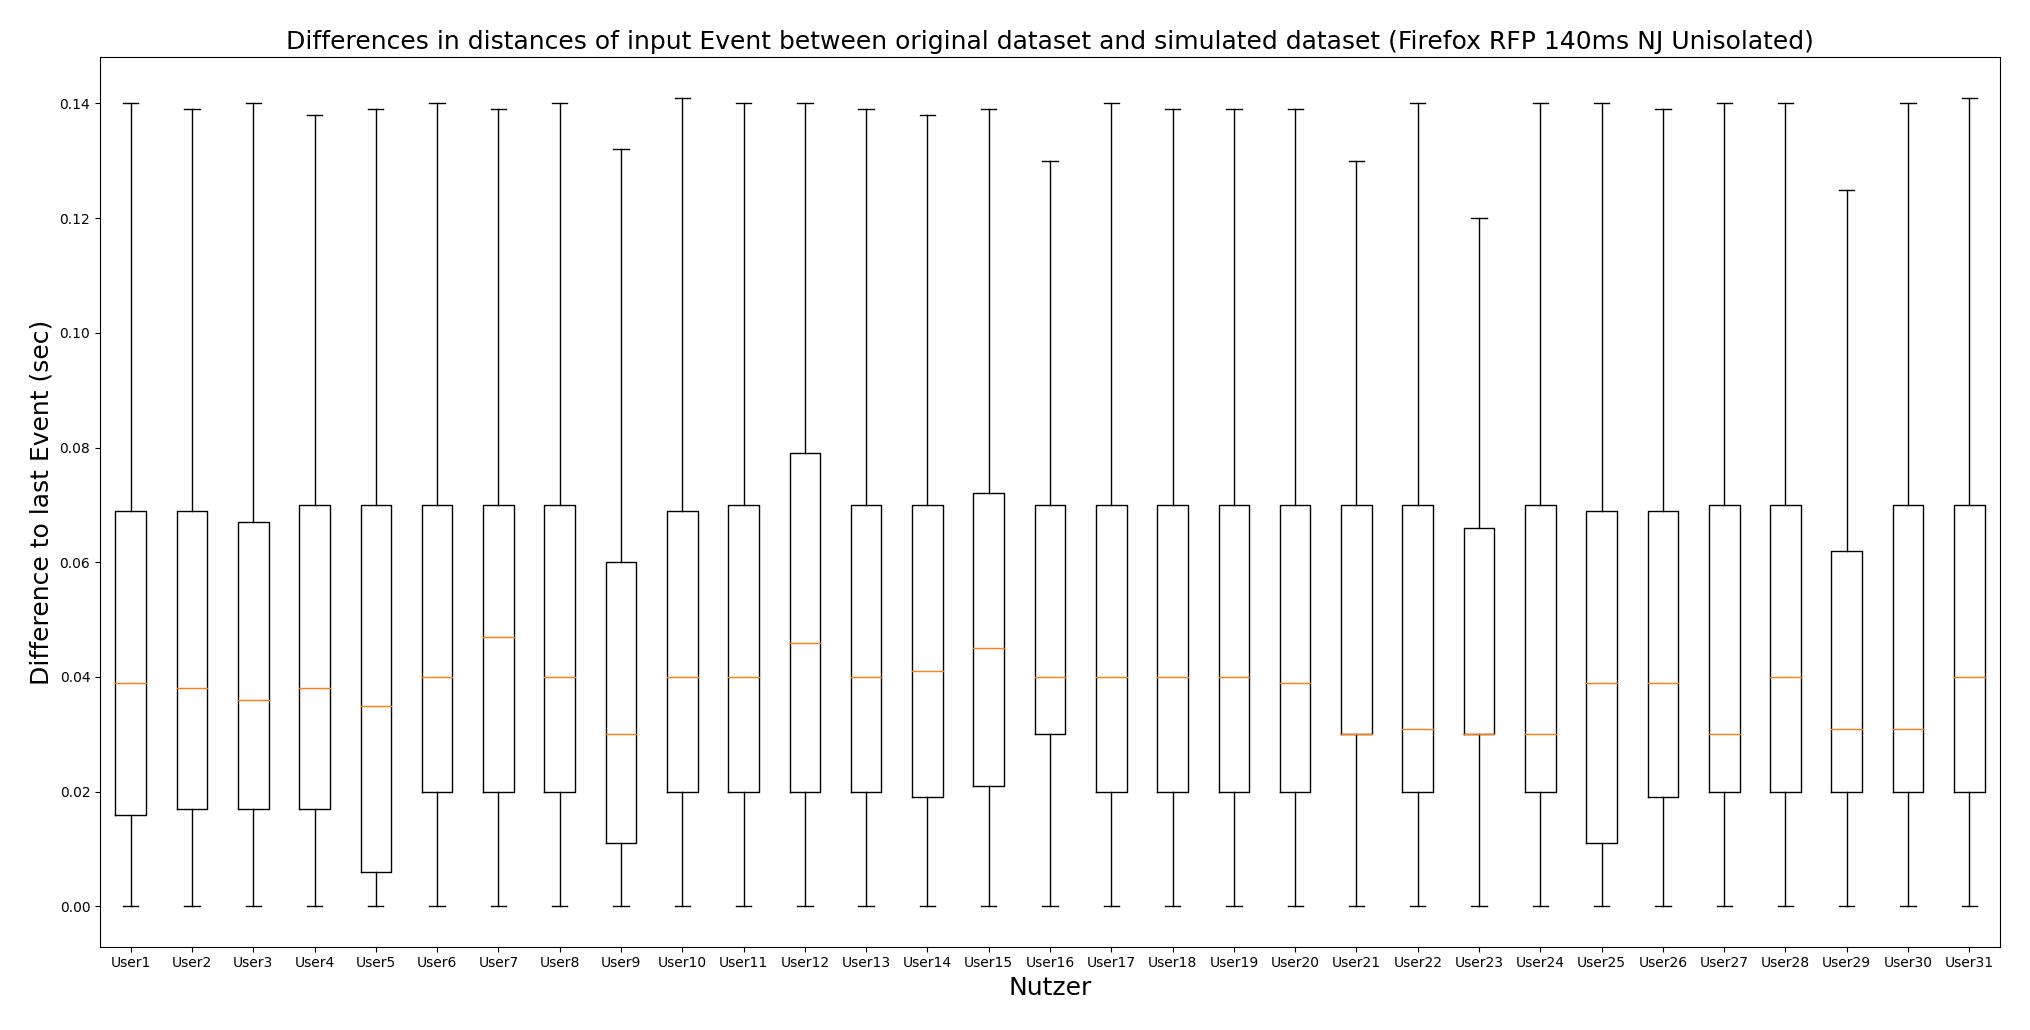 Differences in distances of input Event between original dataset and simulated dataset (Firefox RFP 140ms NJ Unisolated)
Difference to last Event (sec)
0.14
0.12
0.10
0.08
0.06
0.04
0.02
0.00
User1 User2 User3 User4 User5 User6 User7 User8 User9 User10 User11 User12 User13 User14 User15 User16 User17 User18 User19 User20 User21 User22 User23 User24 User25 User26 User27 User28 User29 User30 User31
Nutzer